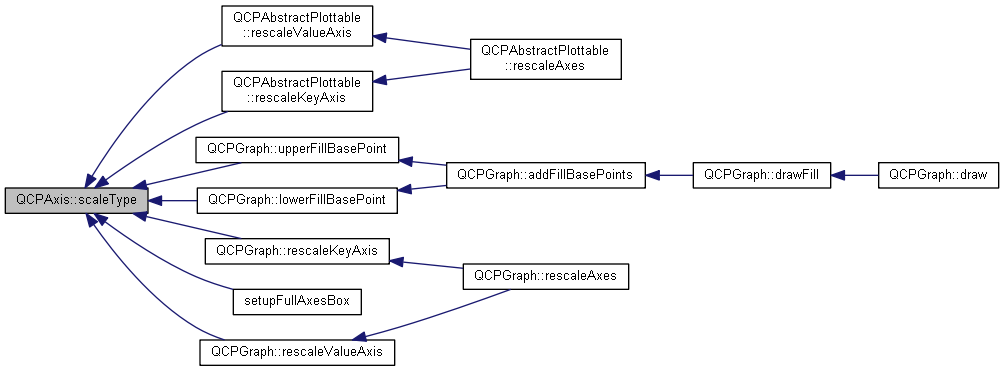 QCPAbstractPlottable
::rescaleValueAxis
QCPAbstractPlottable
::rescaleAxes
QCPAbstractPlottable
::rescaleKeyAxis
QCPGraph::upperFillBasePoint
QCPGraph::addFillBasePoints
QCPGraph::drawFill
QCPGraph::draw
QCPAxis::scaleType
QCPGraph::lowerFillBasePoint
QCPGraph::rescaleKeyAxis
QCPGraph::rescaleAxes
setupFullAxesBox
QCPGraph::rescaleValueAxis